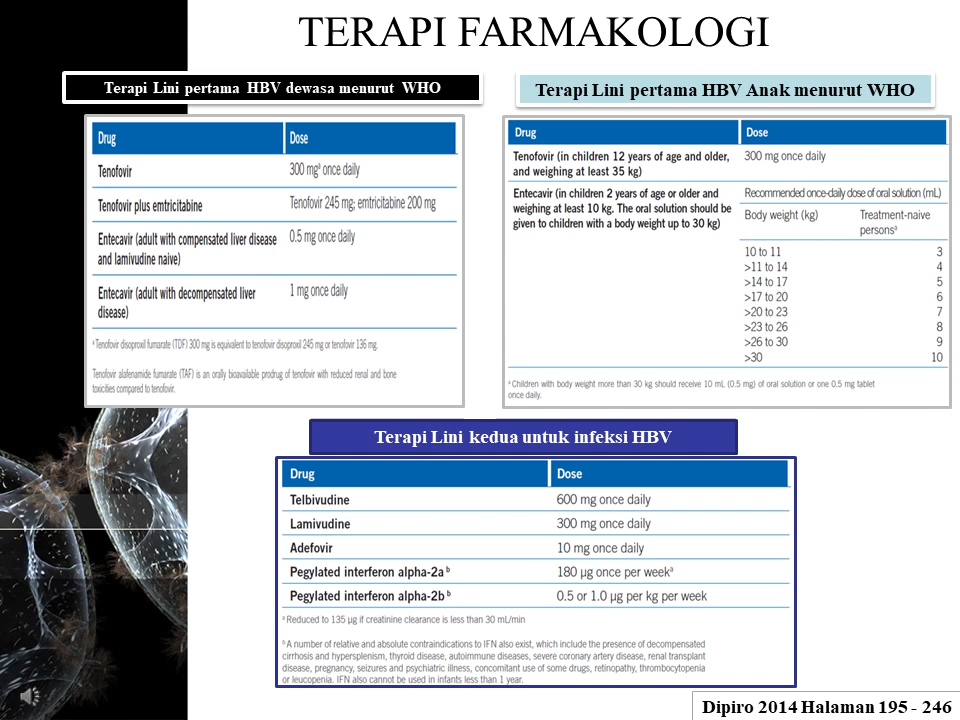 TERAPI FARMAKOLOGI
Terapi Lini pertama HBV dewasa menurut WHO
Drug Dose
Tenofovir 300 mgᵃ once daily
Tenofovir plus emtricitabine Tenofovir 245 mg; emtricitabine 200 mg
Entecavir (adult with compensated liver disease 0.5 mg once daily
and lamivudine naive)
Entecavir (adult with decompensated liver 1 mg once daily
disease)
ᵃ Tenofovir disoproxil fumarate (TDF) 300 mg is equivalent to tenofovir disoproxil 245 mg or tenofovir 136 mg.
Tenofovir alafenamide fumarate (TAF) is an orally bioavailable prodrug of tenofovir with reduced renal and bone
toxicities compared to tenofovir.
Terapi Lini pertama HBV Anak menurut WHO
Drug Dose
Tenofovir (in children 12 years of age and older, 300 mg once daily
and weighing at least 35 kg)
Entecavir (in children 2 years of age or older and Recommended once-daily dose of oral solution (mL)
weighing at least 10 kg. The oral solution should be
given to children with a body weight up to 30 kg)
Body weight (kg) Treatment-naive
personsᵃ
10 to 11 3
>11 to 14 4
>14 to 17 5
>17 to 20 6
>20 to 23 7
>23 to 26 8
>26 to 30 9
>30 10
ᵃ Children with body weight more than 30 kg should receive 10 mL (0.5 mg) of oral solution or one 0.5 mg tablet
once daily.
Terapi Lini kedua untuk infeksi HBV
Drug Dose
Telbivudine 600 mg once daily
Lamivudine 300 mg once daily
Adefovir 10 mg once daily
Pegylated interferon alpha-2a ᵇ 180 µg once per weekᵃ
Pegylated interferon alpha-2b ᵇ 0.5 or 1.0 µg per kg per week
ᵃ Reduced to 135 µg if creatinine clearance is less than 30 mL/min
ᵇ A number of relative and absolute contraindications to IFN also exist, which include the presence of decompensated
cirrhosis and hypersplenism, thyroid disease, autoimmune diseases, severe coronary artery disease, renal transplant
disease, pregnancy, seizures and psychiatric illness, concomitant use of some drugs, retinopathy, thrombocytopenia
or leucopenia. IFN also cannot be used in infants less than 1 year.
Dipiro 2014 Halaman 195 - 246